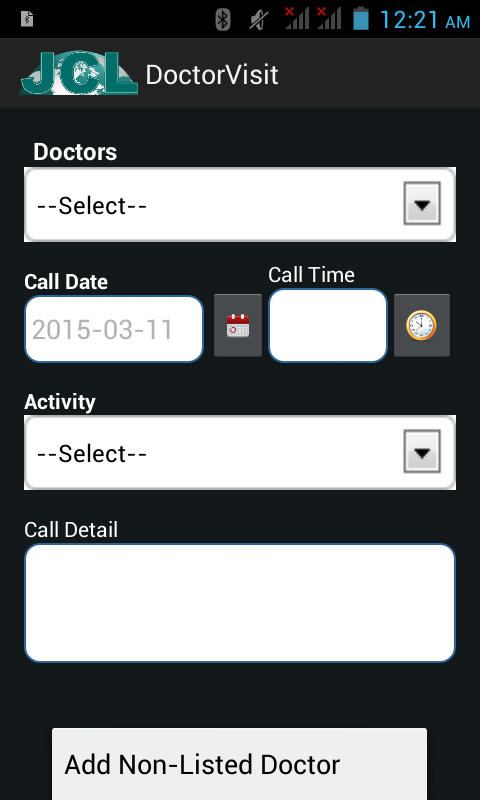 12:21 AM
JCL DoctorVisit
Doctors
--Select--
Call Date
Call Time
2015-03-11
Activity
--Select--
Call Detail
Add Non-Listed Doctor